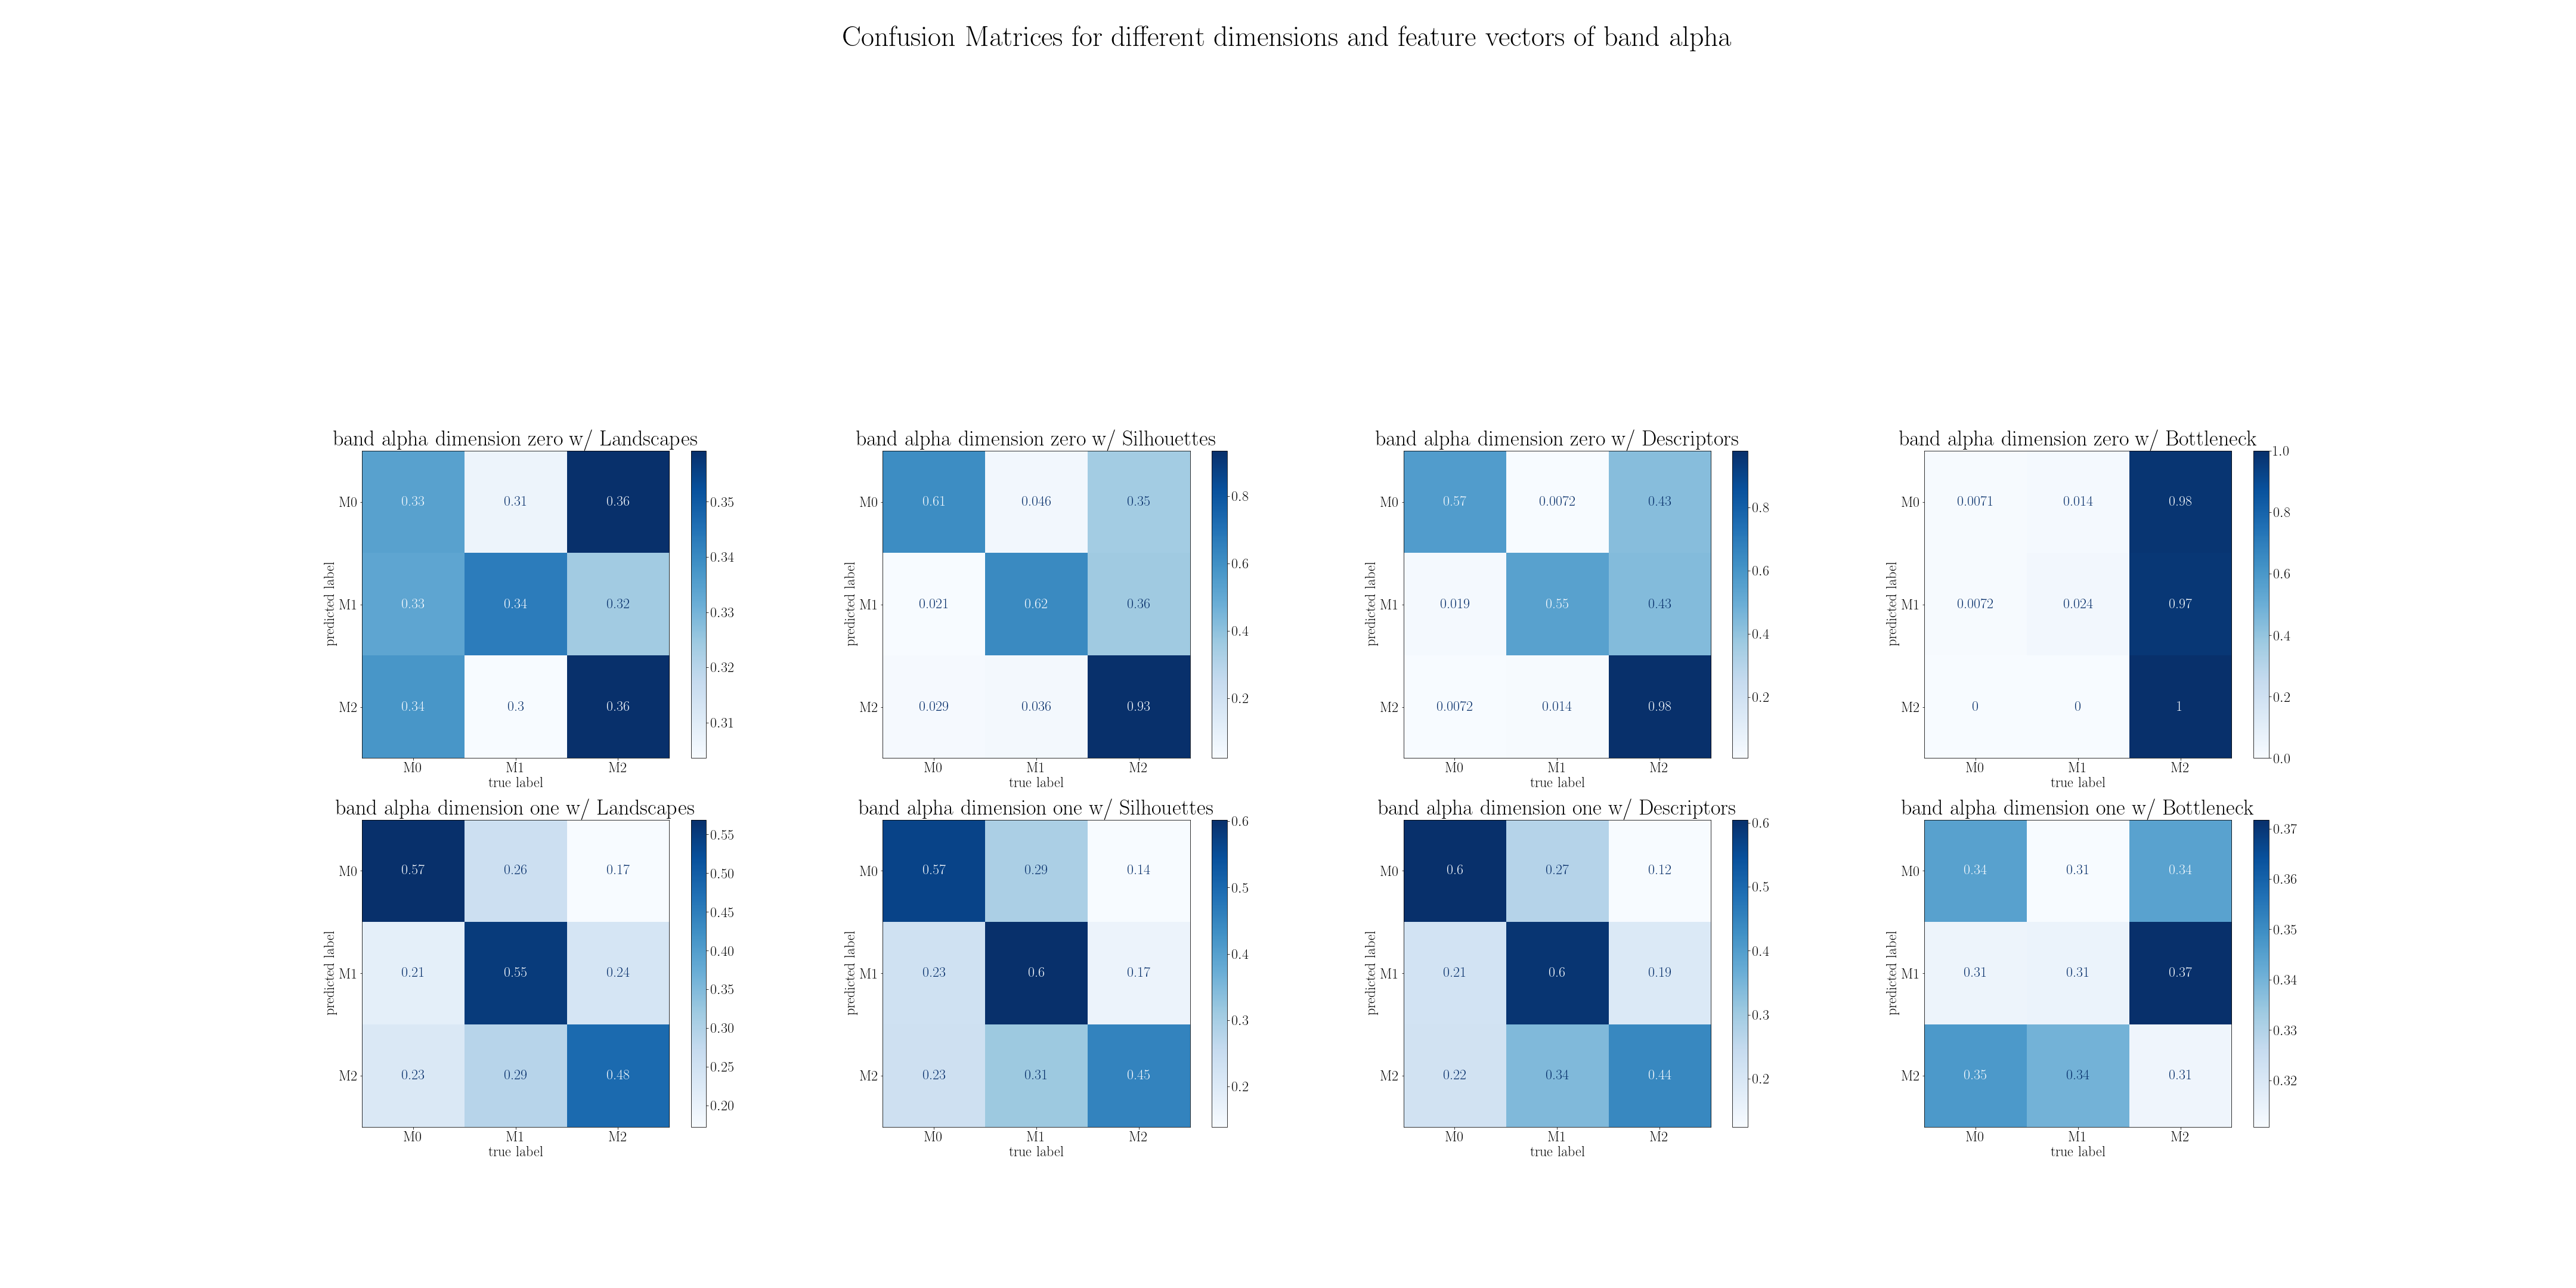 Confusion Matrices for different dimensions and feature vectors of band alpha
band alpha dimension zero w/ Landscapes
M0 0.33 0.31 0.36
M1 0.33 0.34 0.32
M2 0.34 0.3 0.36
M0 M1 M2
true label
predicted label
0.35
0.34
0.33
0.32
0.31
band alpha dimension zero w/ Silhouettes
M0 0.61 0.046 0.35
M1 0.021 0.62 0.36
M2 0.029 0.036 0.93
M0 M1 M2
true label
predicted label
0.8
0.6
0.4
0.2
band alpha dimension zero w/ Descriptors
M0 0.57 0.0072 0.43
M1 0.019 0.55 0.43
M2 0.0072 0.014 0.98
M0 M1 M2
true label
predicted label
0.8
0.6
0.4
0.2
band alpha dimension zero w/ Bottleneck
M0 0.0071 0.014 0.98
M1 0.0072 0.024 0.97
M2 0 0 1
M0 M1 M2
true label
predicted label
1.0
0.8
0.6
0.4
0.2
0.0
band alpha dimension one w/ Landscapes
M0 0.57 0.26 0.17
M1 0.21 0.55 0.24
M2 0.23 0.29 0.48
M0 M1 M2
true label
predicted label
0.55
0.50
0.45
0.40
0.35
0.30
0.25
0.20
band alpha dimension one w/ Silhouettes
M0 0.57 0.29 0.14
M1 0.23 0.6 0.17
M2 0.23 0.31 0.45
M0 M1 M2
true label
predicted label
0.6
0.5
0.4
0.3
0.2
band alpha dimension one w/ Descriptors
M0 0.6 0.27 0.12
M1 0.21 0.6 0.19
M2 0.22 0.34 0.44
M0 M1 M2
true label
predicted label
0.6
0.5
0.4
0.3
0.2
band alpha dimension one w/ Bottleneck
M0 0.34 0.31 0.34
M1 0.31 0.31 0.37
M2 0.35 0.34 0.31
M0 M1 M2
true label
predicted label
0.37
0.36
0.35
0.34
0.33
0.32